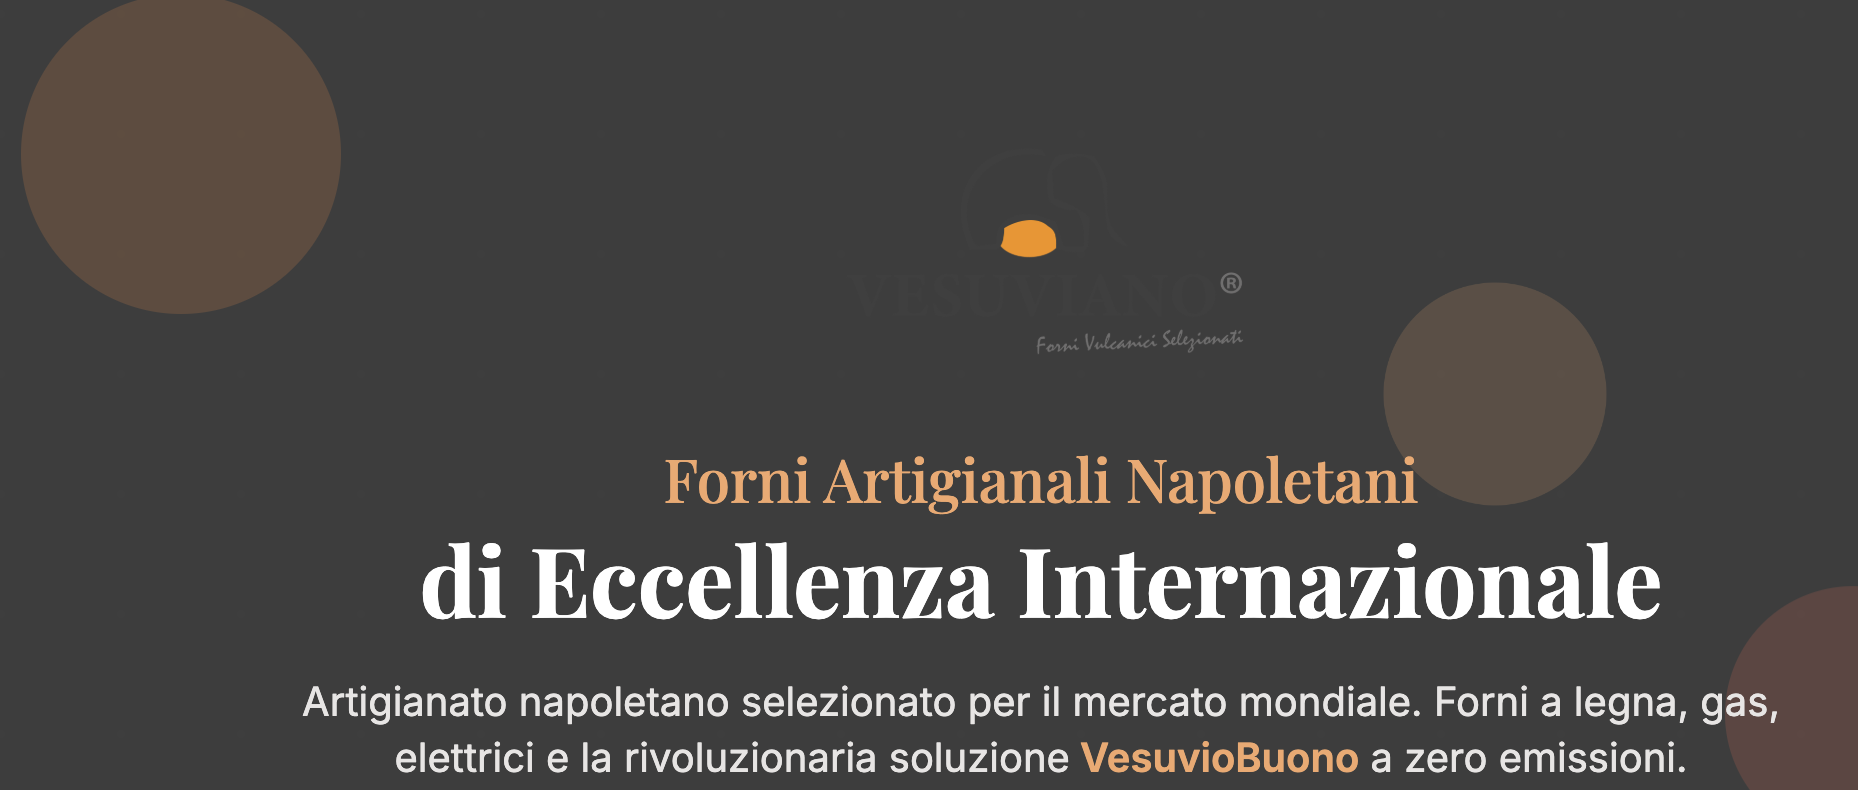 VESUVIANO®
Forni Vulcanici Selezionati
Forni Artigianali Napoletani
di Eccellenza Internazionale
Artigianato napoletano selezionato per il mercato mondiale. Forni a legna, gas,
elettrici e la rivoluzionaria soluzione VesuvioBuono a zero emissioni.